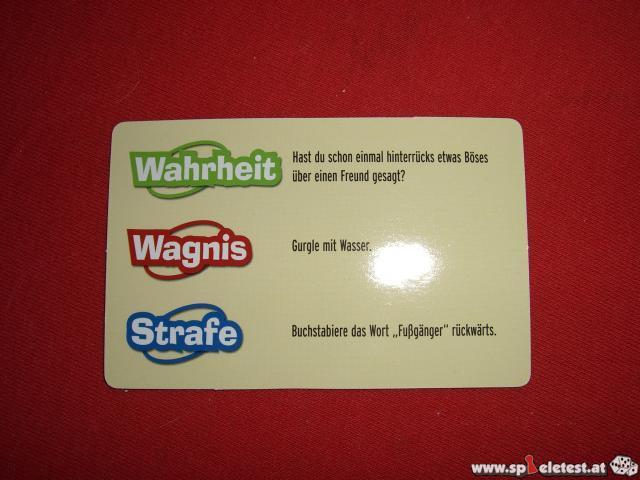 Wahrheit
Hast du schon einmal hinterrücks etwas Böses
über einen Freund gesagt?
Wagnis
Gurgle mit Wasser.
Strafe
Buchstabiere das Wort „Fußgänger“ rückwärts.
www.spieletest.at